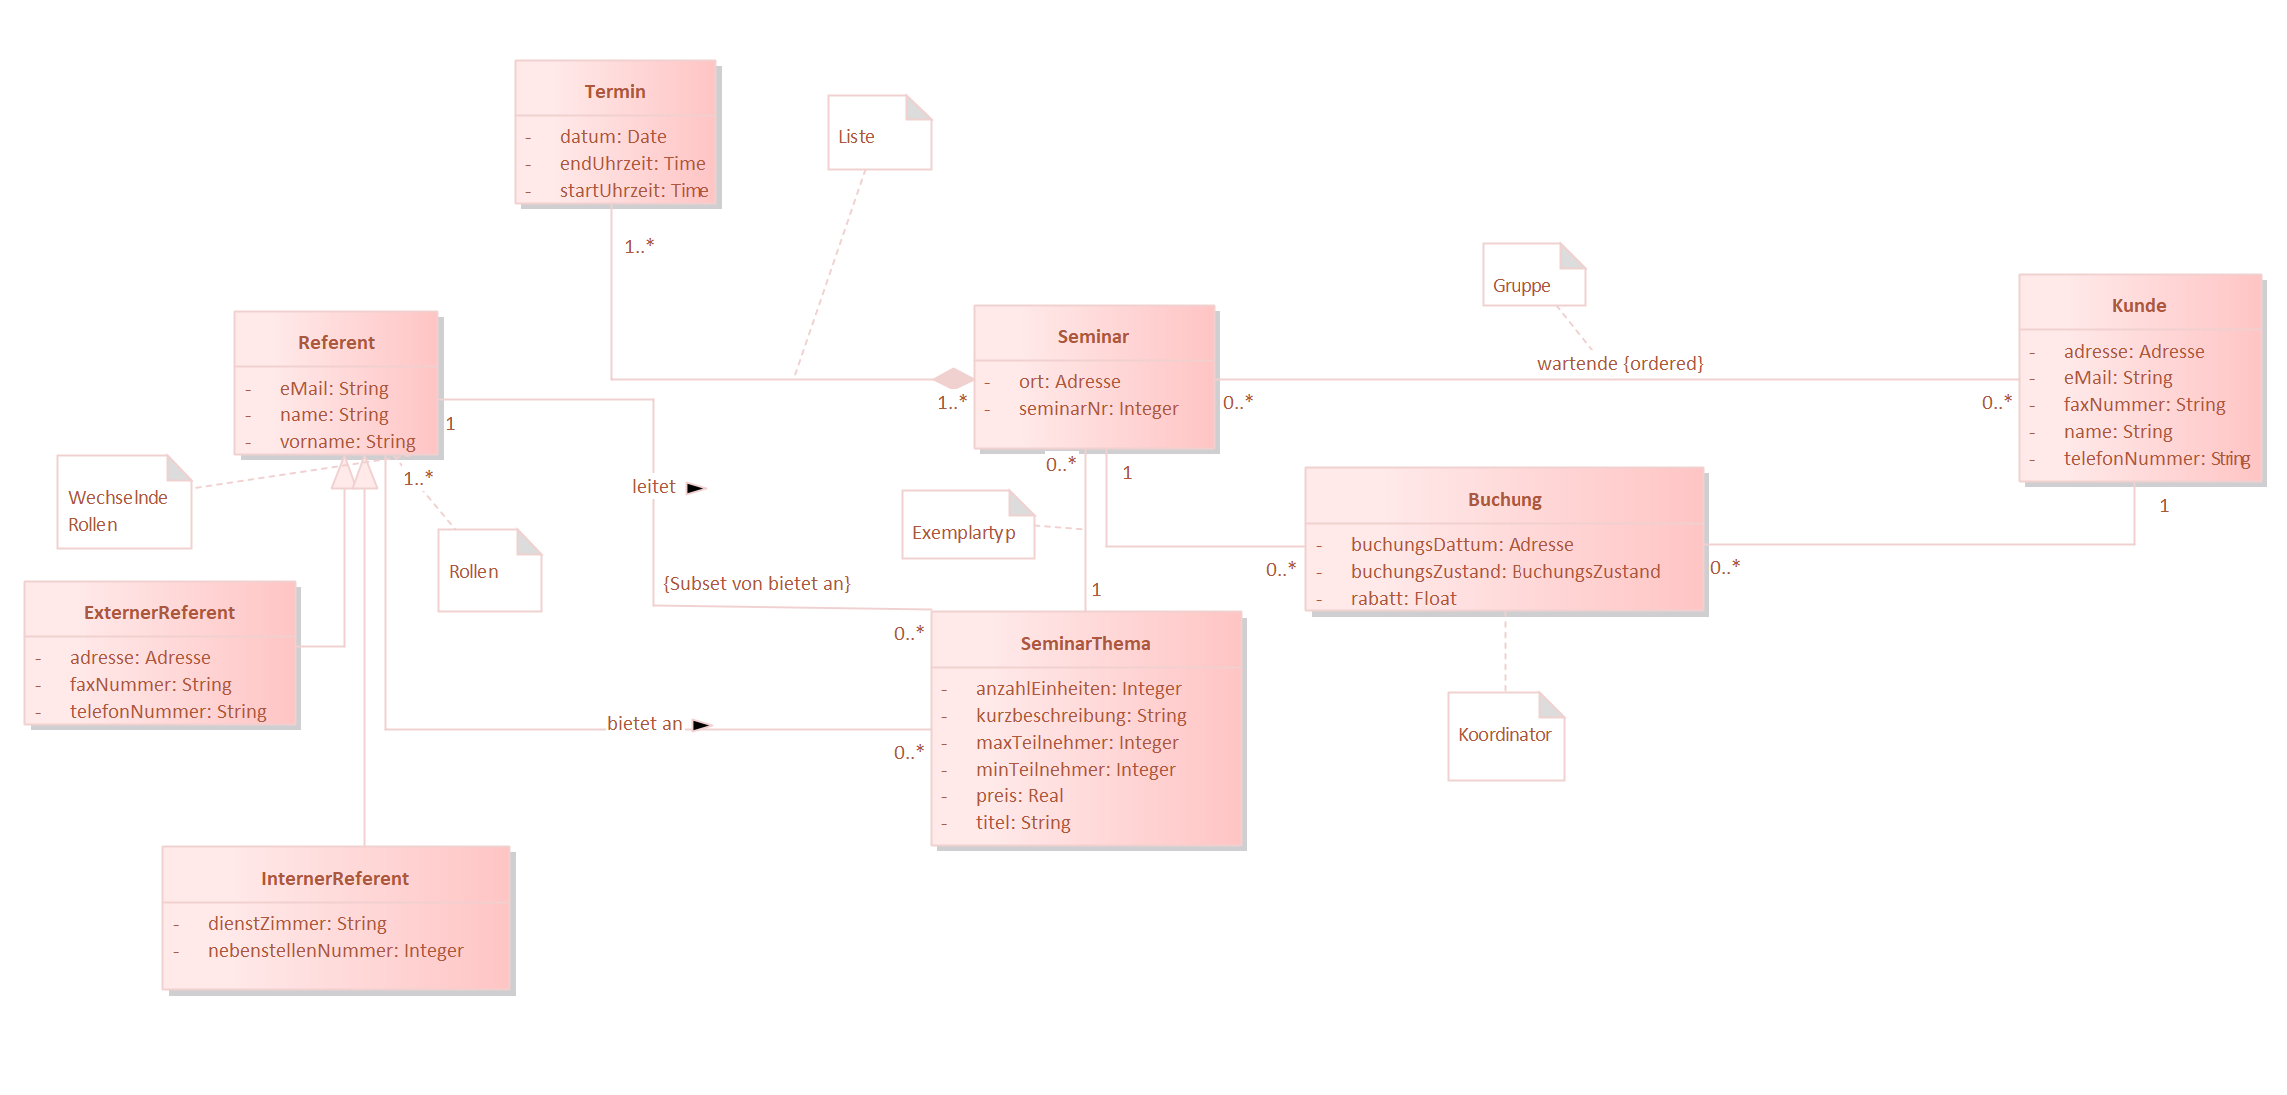 Termin
- datum: Date
- endUhrzeit: Time
- startUhrzeit: Time
1..*
Liste
Gruppe
wartende {ordered}
Referent
- eMail: String
- name: String
- vorname: String
1
1..*
Seminar
- ort: Adresse
- seminarNr: Integer
1..*
0..*
0..*
0..*
1
Kunde
- adresse: Adresse
- eMail: String
- faxNummer: String
- name: String
- telefonNummer: String
1
Wechselnde
Rollen
leitet
Rollen
Exemplartyp
{Subset von bietet an}
1
0..*
Buchung
- buchungsDattum: Adresse
- buchungsZustand: BuchungsZustand
- rabatt: Float
0..*
0..*
ExternerReferent
- adresse: Adresse
- faxNummer: String
- telefonNummer: String
SeminarThema
- anzahlEinheiten: Integer
- kurzbeschreibung: String
- maxTeilnehmer: Integer
- minTeilnehmer: Integer
- preis: Real
- titel: String
bietet an
0..*
Koordinator
InternerReferent
- dienstZimmer: String
- nebenstellenNummer: Integer